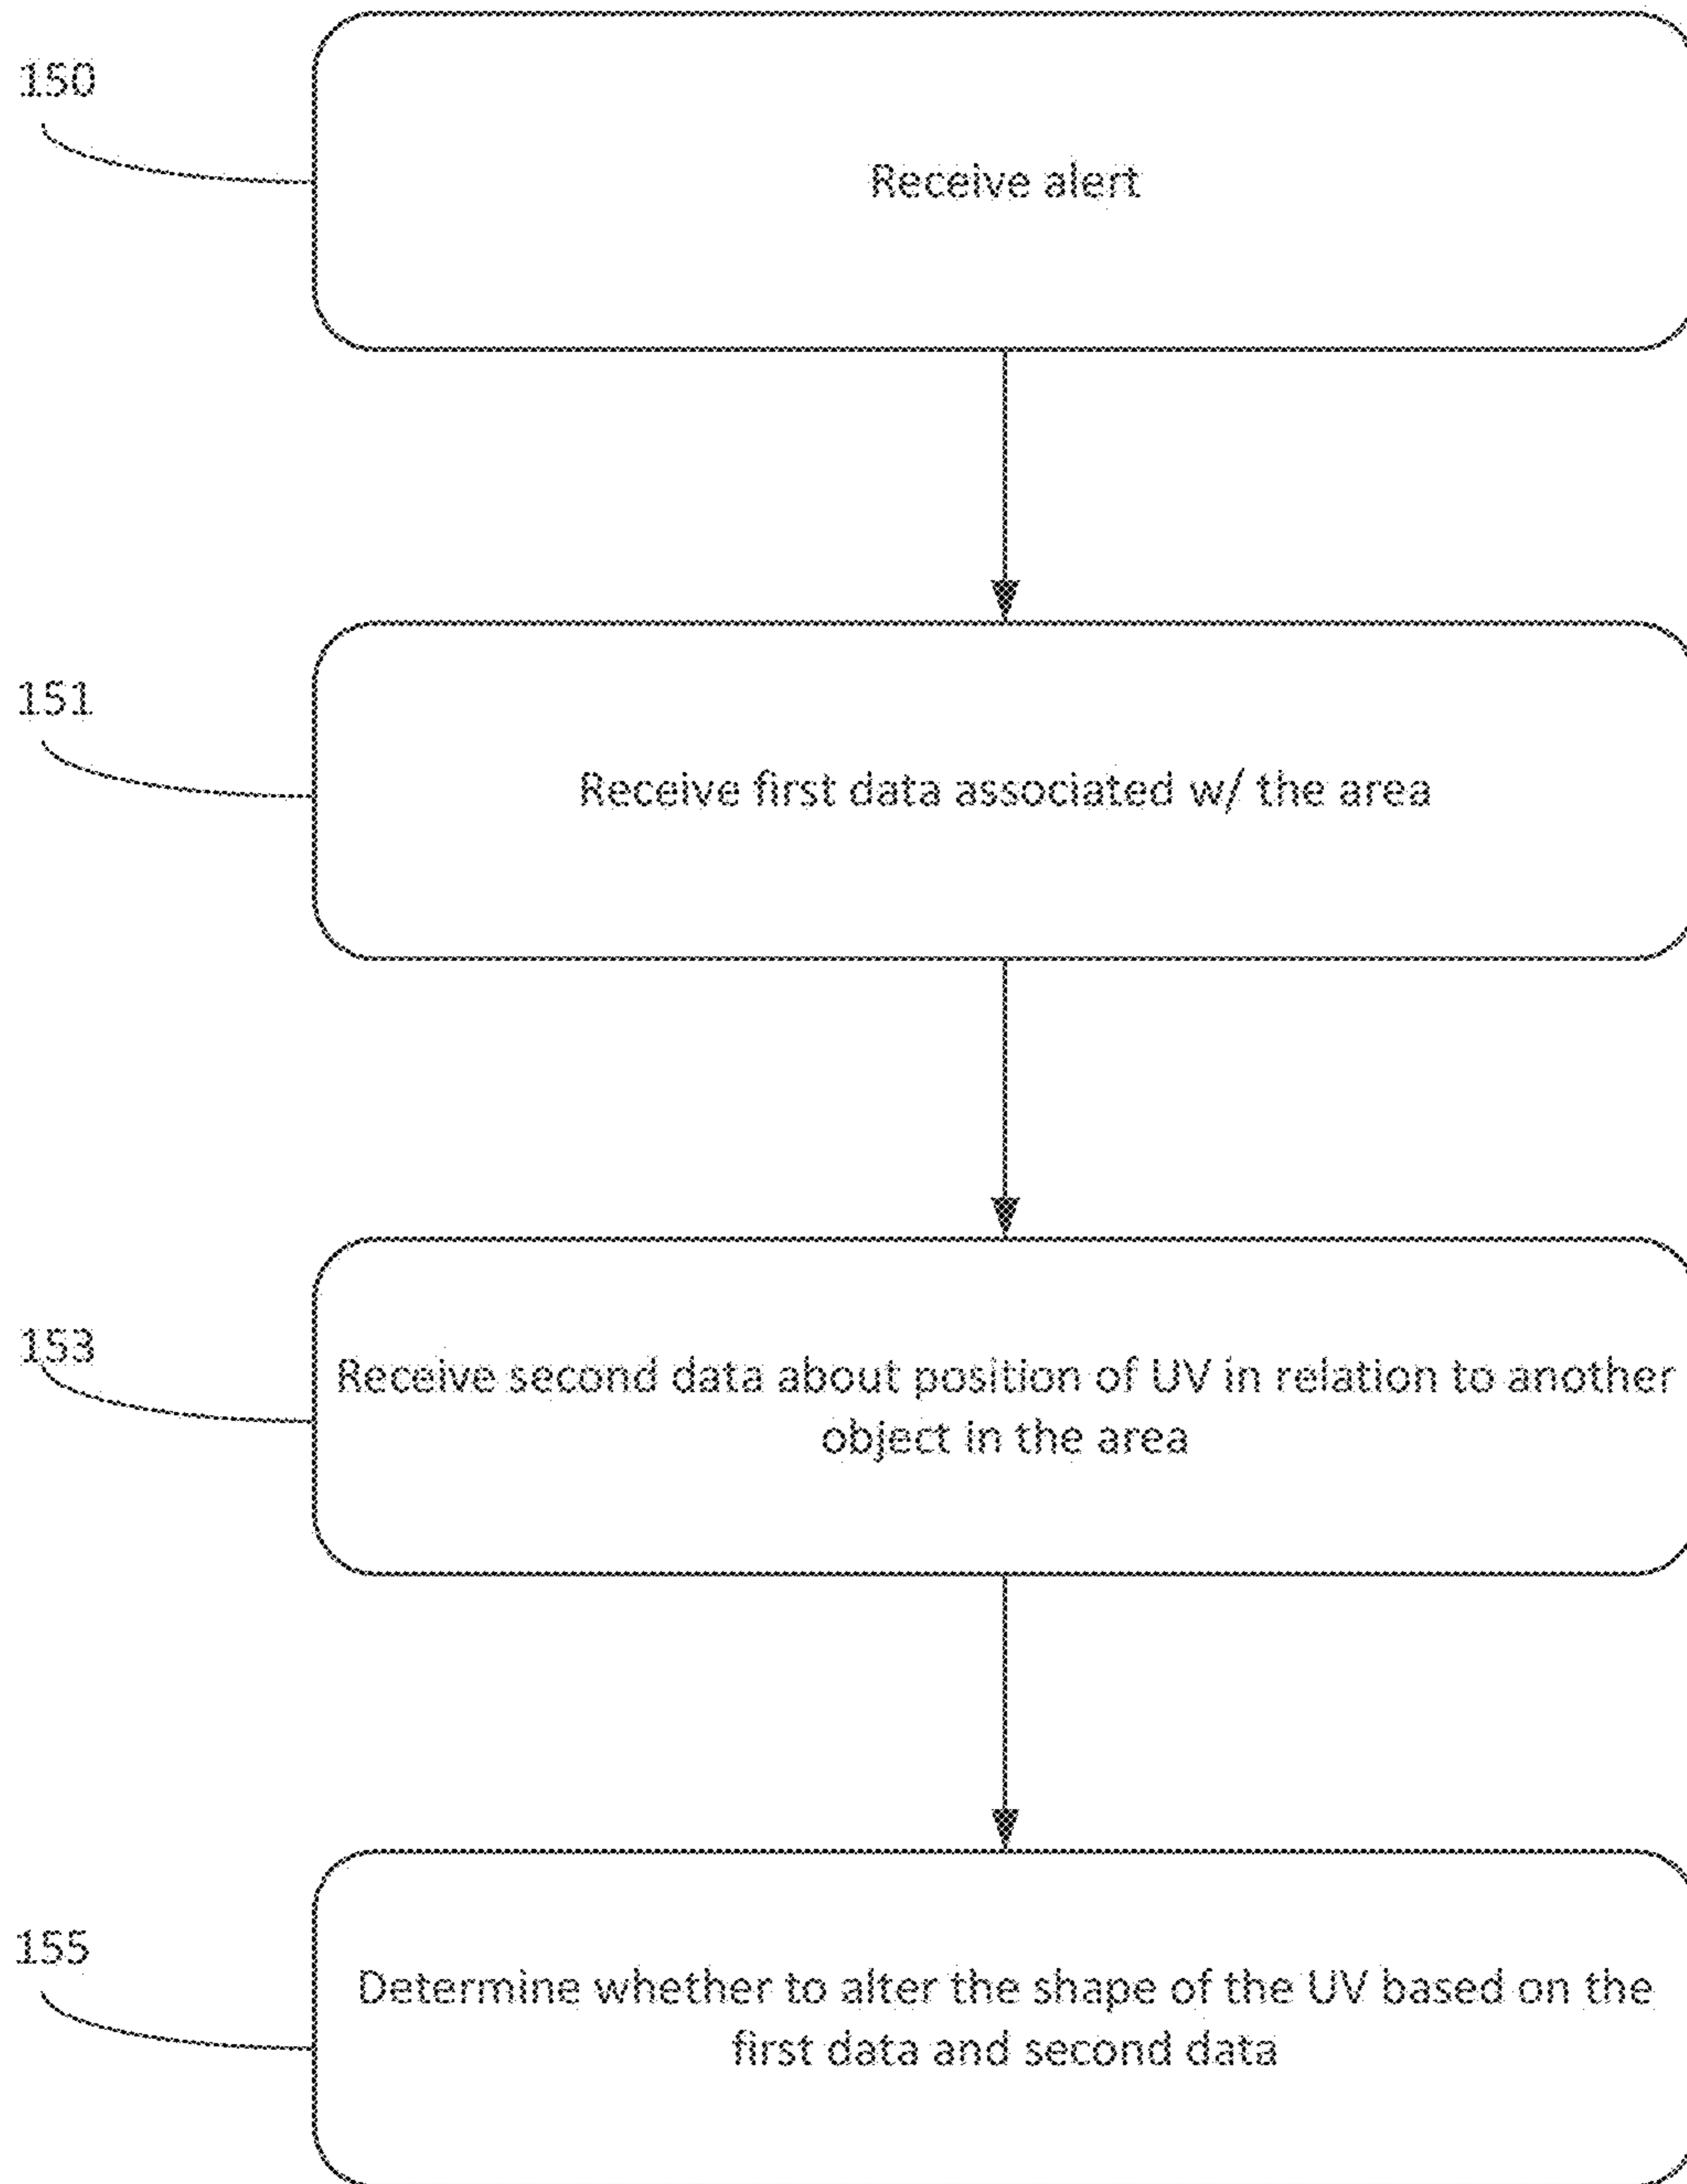 150
Receive alert
151
Receive first data associated w/ the area
153
Receive second data about position of UV in relation to another
object in the area
155
Determine whether to alter the shape of the UV based on the
first data and second data